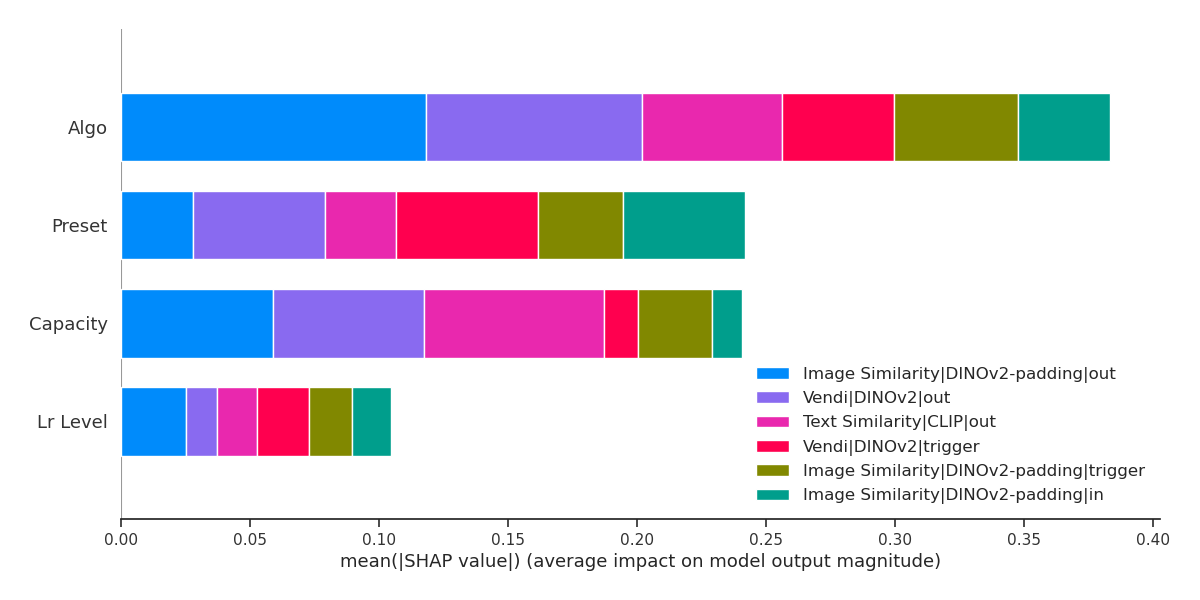 Algo
Preset
Capacity
Lr Level
Image Similarity|DINOv2-padding|out
Vendi|DINOv2|out
Text Similarity|CLIP|out
Vendi|DINOv2|trigger
Image Similarity|DINOv2-padding|trigger
Image Similarity|DINOv2-padding|in
0.00 0.05 0.10 0.15 0.20 0.25 0.30 0.35 0.40
mean(|SHAP value|) (average impact on model output magnitude)